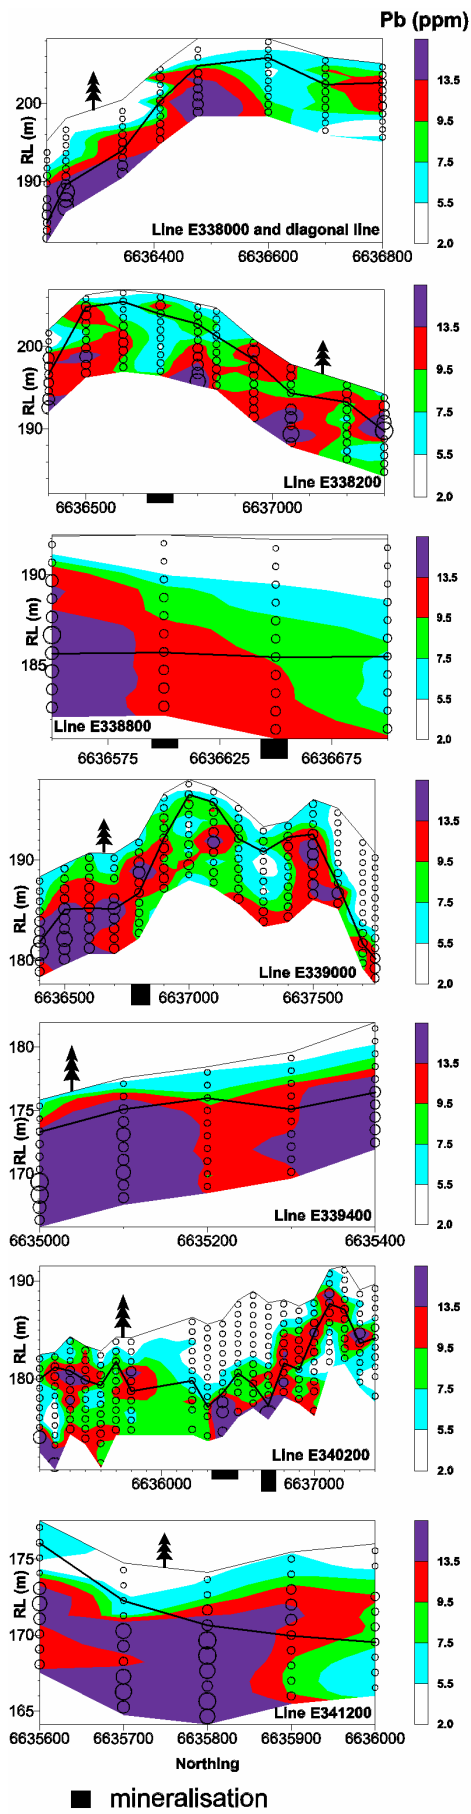 Pb (ppm)
200
190
RL (m)
13.5
9.5
7.5
5.5
2.0
Line E338000 and diagonal line
6636400 6636600 6636800
200
190
RL (m)
13.5
9.5
7.5
5.5
2.0
Line E338200
6636500 6637000
190
185
RL (m)
13.5
9.5
7.5
5.5
2.0
Line E338800
6636575 6636625 6636675
190
180
RL (m)
13.5
9.5
7.5
5.5
2.0
Line E339000
6636500 6637000 6637500
180
175
170
RL (m)
13.5
9.5
7.5
5.5
2.0
Line E339400
6635000 6635200 6635400
190
180
RL (m)
13.5
9.5
7.5
5.5
2.0
Line E340200
6636000 6637000
175
170
165
RL (m)
13.5
9.5
7.5
5.5
2.0
Line E341200
6635600 6635700 6635800 6635900 6636000
Northing
mineralisation